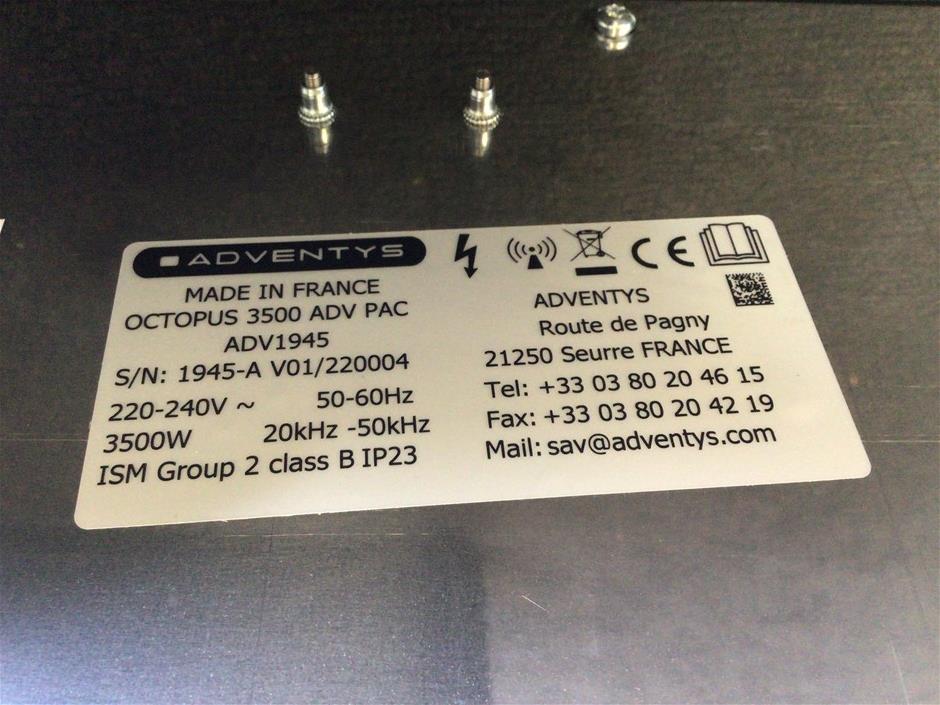 ADVENTYS
MADE IN FRANCE
OCTOPUS 3500 ADV PAC
ADV1945
S/N: 1945-A V01/220004
220-240V ~ 50-60Hz
3500W 20kHz -50kHz
ISM Group 2 class B IP23
CE
ADVENTYS
Route de Pagny
21250 Seurre FRANCE
Tel: +33 03 80 20 46 15
Fax: +33 03 80 20 42 19
Mail: sav@adventys.com